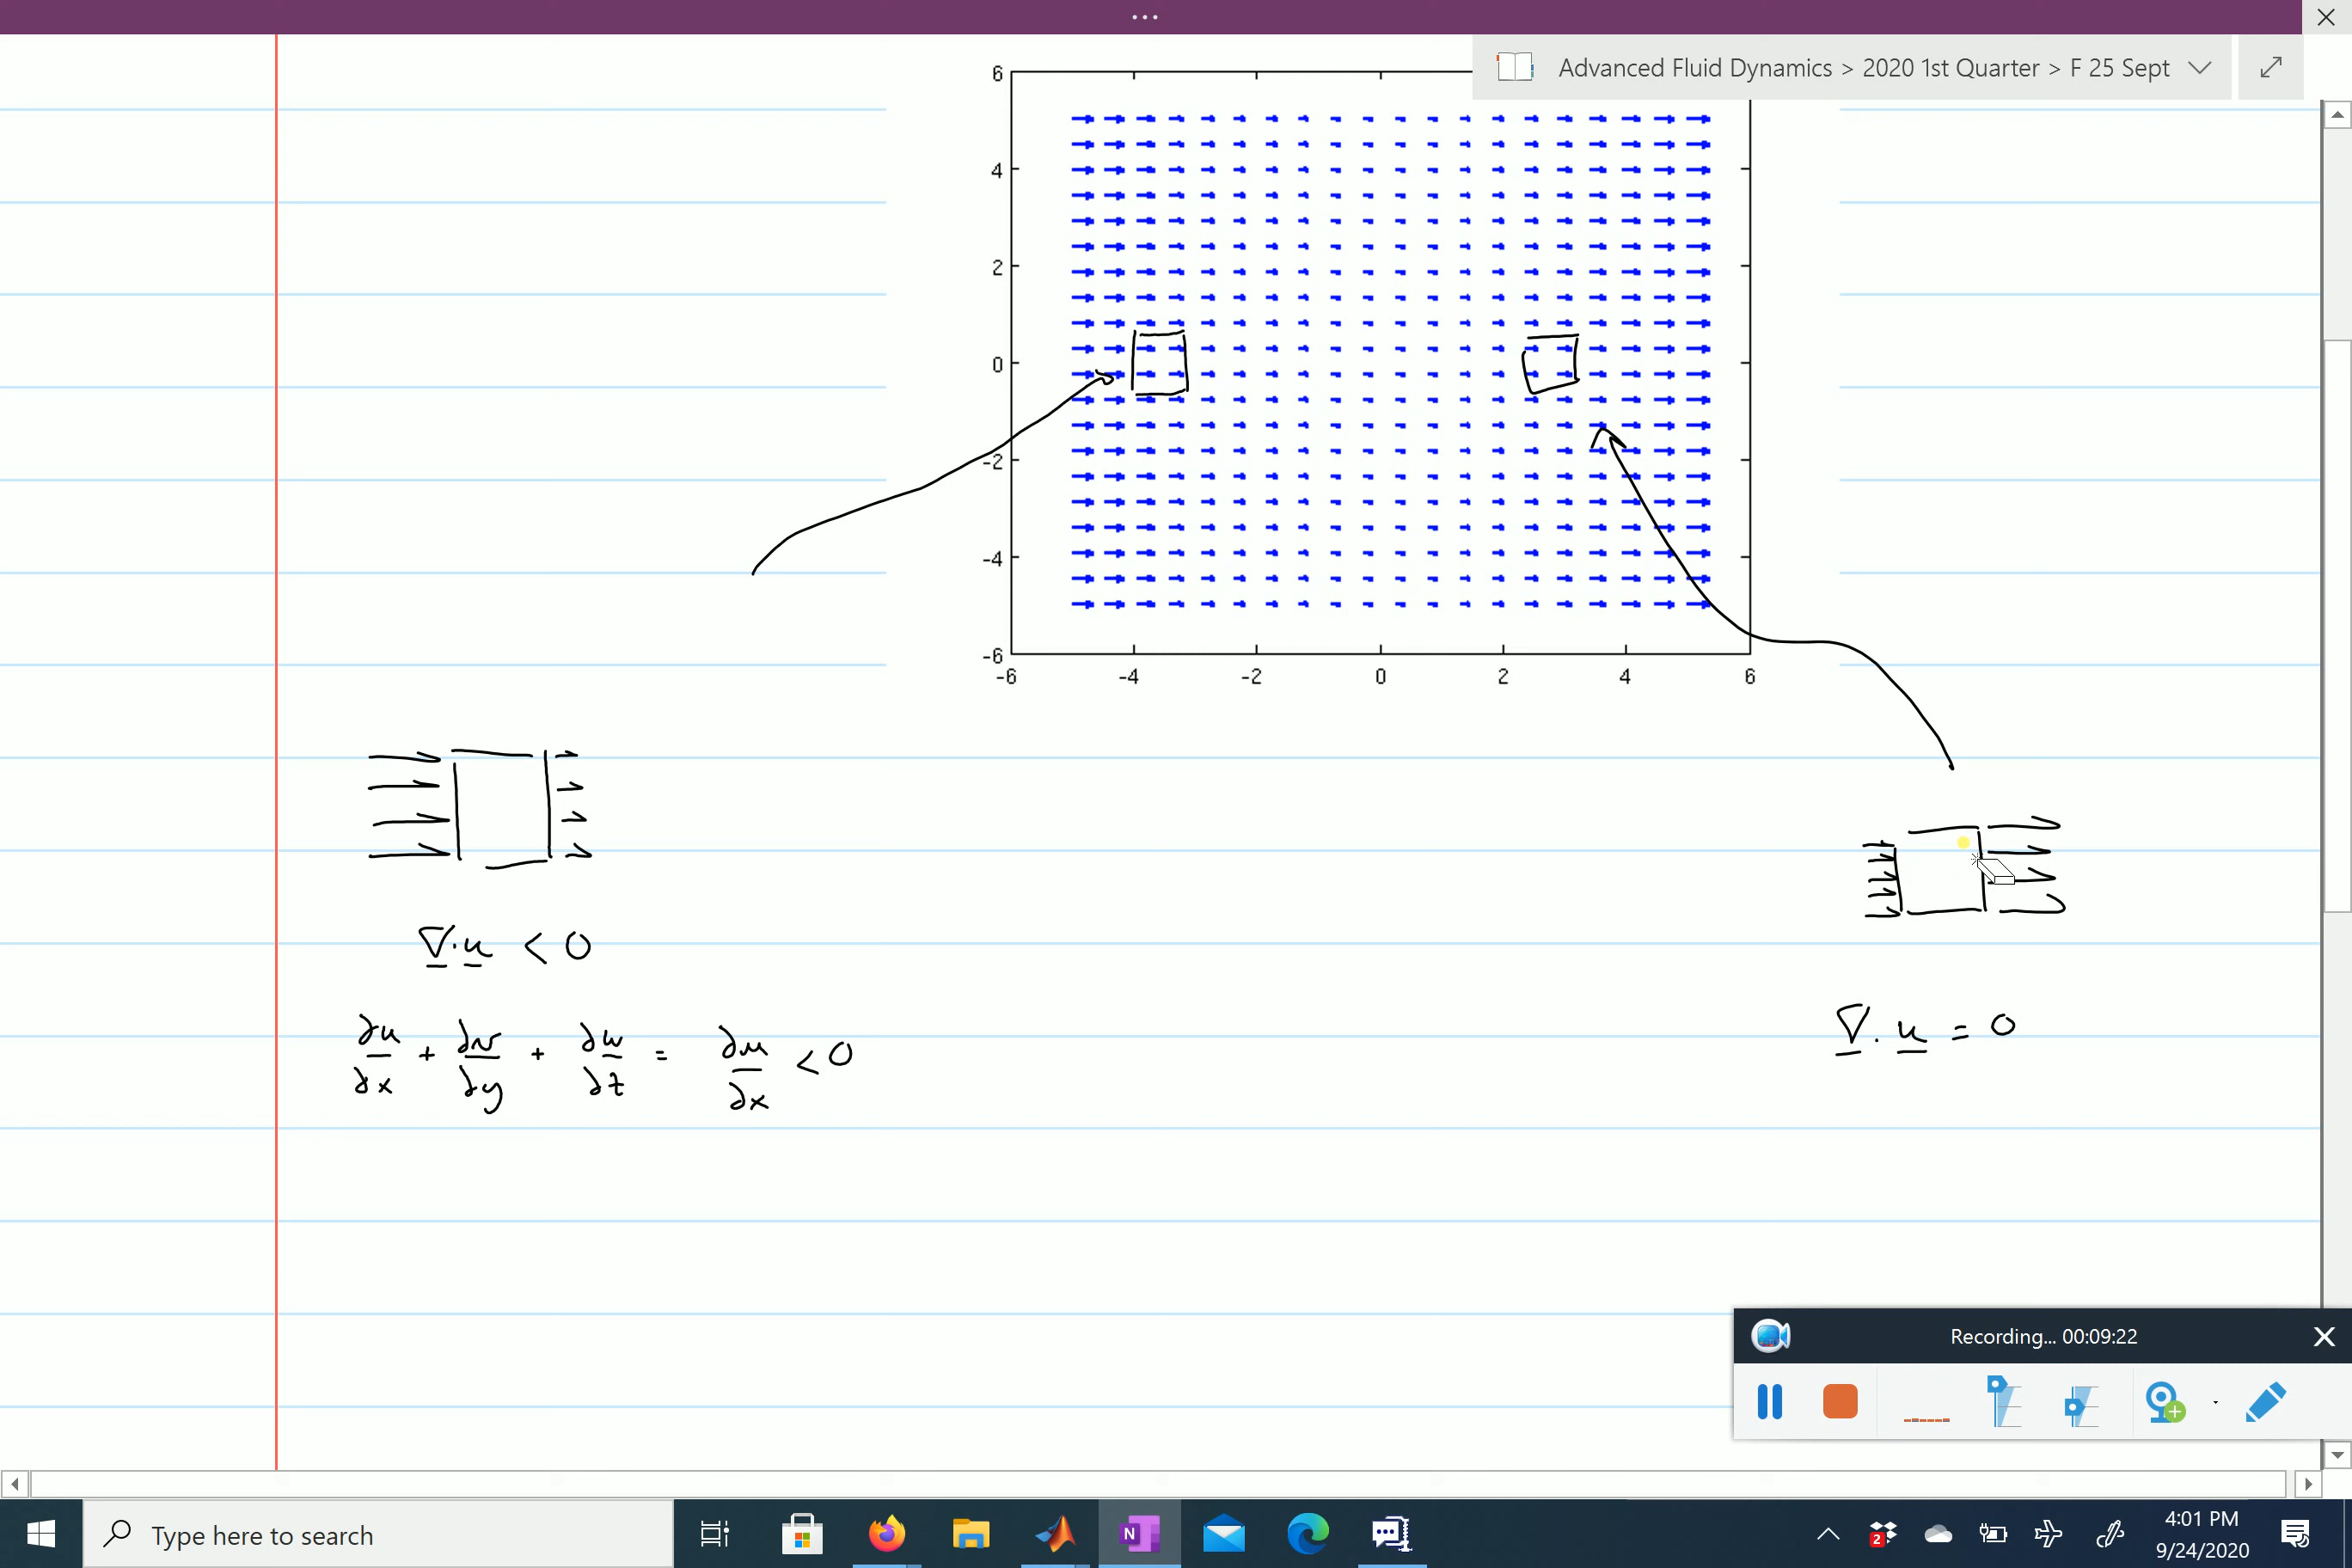 Advanced Fluid Dynamics > 2020 1st Quarter > F 25 Sept
6
4
2
0
-2
-4
-6
-6 -4 -2 0 2 4 6
∇·u < 0
∂u/∂x + ∂v/∂y + ∂w/∂z = ∂u/∂x < 0
∇·u = 0
Recording... 00:09:22
Type here to search
N
2
4:01 PM
9/24/2020